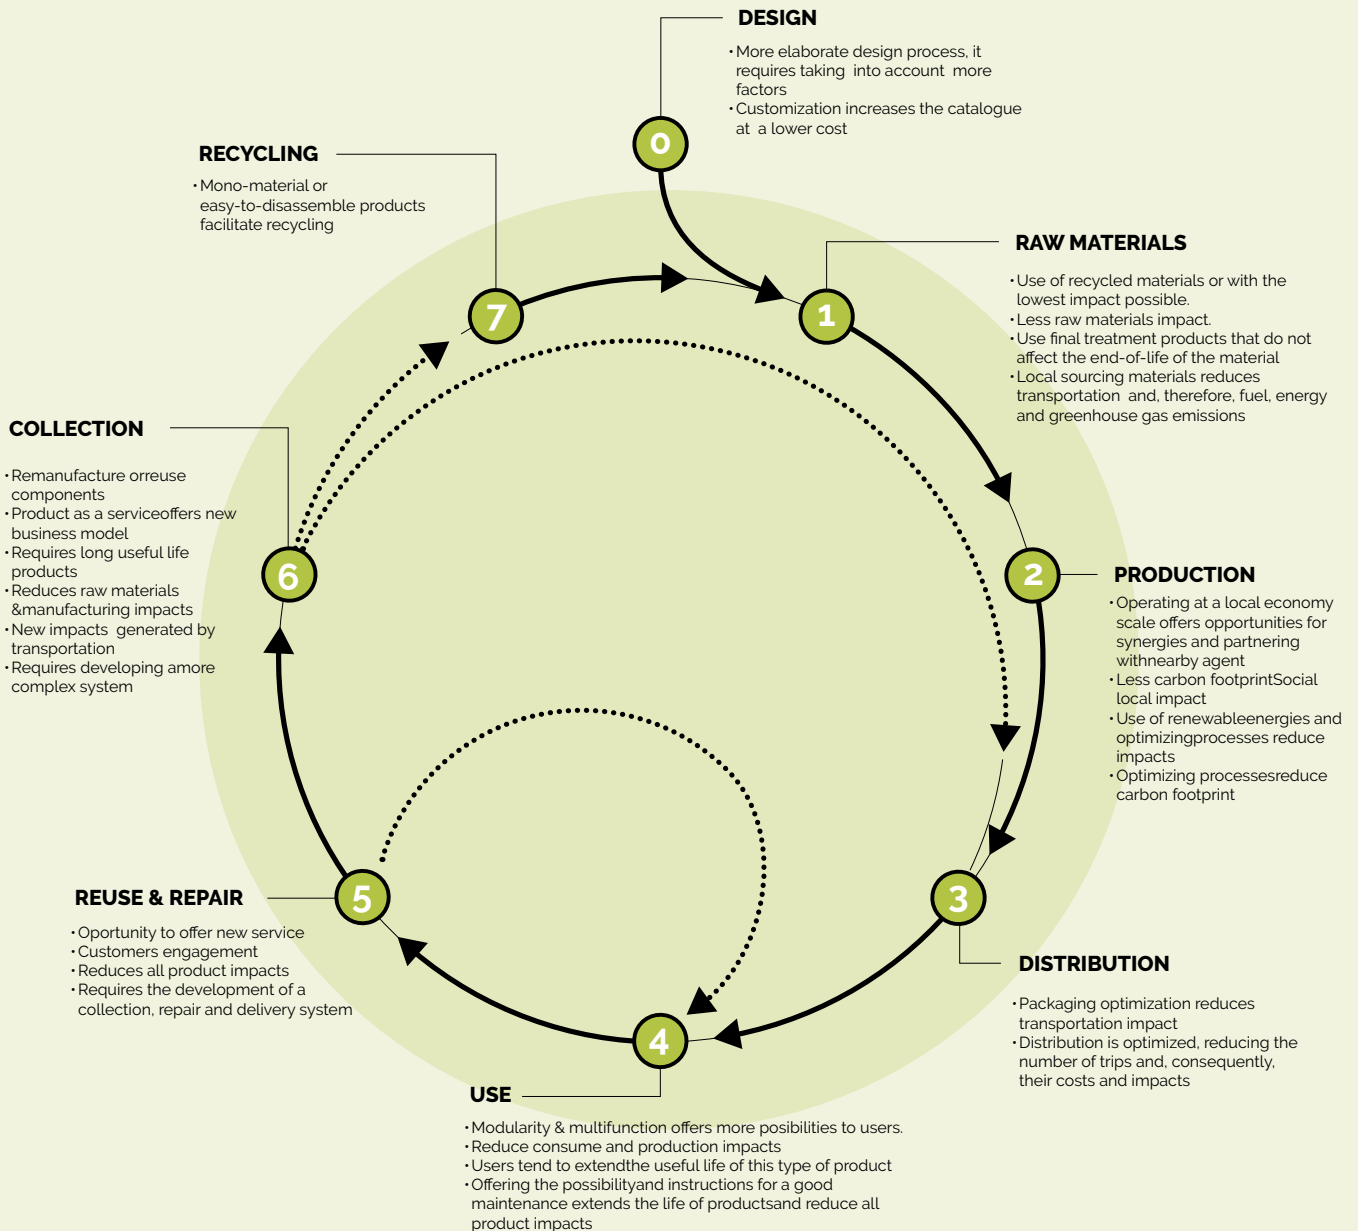 DESIGN
•More elaborate design process, it
requires taking into account more
factors
•Customization increases the catalogue
at a lower cost
0
RECYCLING
•Mono-material or
easy-to-disassemble products
facilitate recycling
7
RAW MATERIALS
•Use of recycled materials or with the
lowest impact possible.
•Less raw materials impact.
•Use final treatment products that do not
affect the end-of-life of the material
•Local sourcing materials reduces
transportation and, therefore, fuel, energy
and greenhouse gas emissions
1
COLLECTION
•Remanufacture orreuse
components
•Product as a serviceoffers new
business model
•Requires long useful life
products
•Reduces raw materials
&manufacturing impacts
•New impacts generated by
transportation
•Requires developing amore
complex system
6
2
PRODUCTION
•Operating at a local economy
scale offers opportunities for
synergies and partnering
withnearby agent
•Less carbon footprintSocial
local impact
•Use of renewableenergies and
optimizingprocesses reduce
impacts
•Optimizing processesreduce
carbon footprint
REUSE & REPAIR
•Oportunity to offer new service
•Customers engagement
•Reduces all product impacts
•Requires the development of a
collection, repair and delivery system
5
3
DISTRIBUTION
•Packaging optimization reduces
transportation impact
•Distribution is optimized, reducing the
number of trips and, consequently,
their costs and impacts
4
USE
•Modularity & multifunction offers more posibilities to users.
•Reduce consume and production impacts
•Users tend to extendthe useful life of this type of product
•Offering the possibilityand instructions for a good
maintenance extends the life of productsand reduce all
product impacts